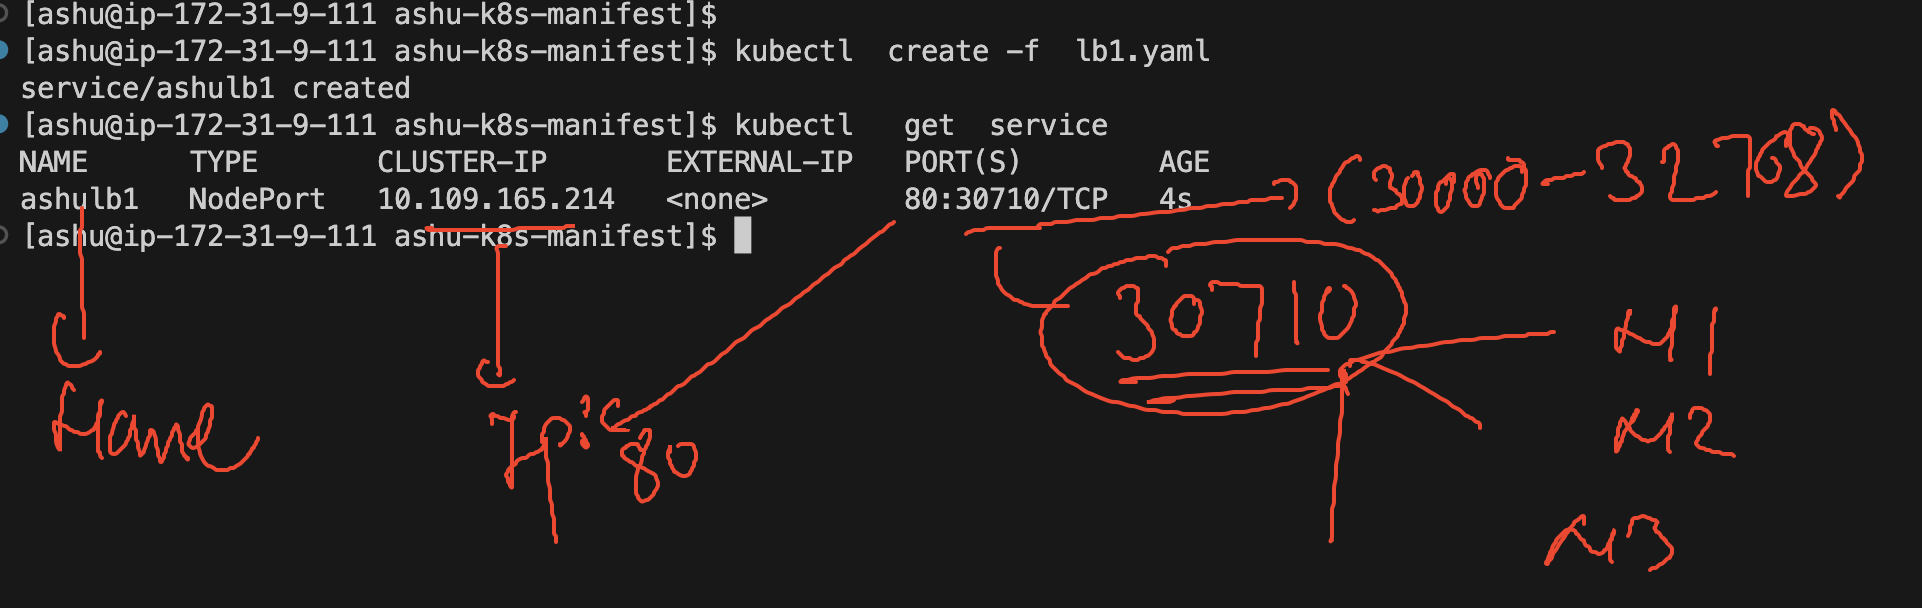 [ashu@ip-172-31-9-111 ashu-k8s-manifest]$
[ashu@ip-172-31-9-111 ashu-k8s-manifest]$ kubectl  create -f  lb1.yaml
service/ashulb1 created
[ashu@ip-172-31-9-111 ashu-k8s-manifest]$ kubectl   get  service
NAME      TYPE       CLUSTER-IP       EXTERNAL-IP   PORT(S)        AGE
ashulb1   NodePort   10.109.165.214   <none>        80:30710/TCP   4s
[ashu@ip-172-31-9-111 ashu-k8s-manifest]$
(30000-32768)
30710
Name
Ip: 80
M1
M2
M3